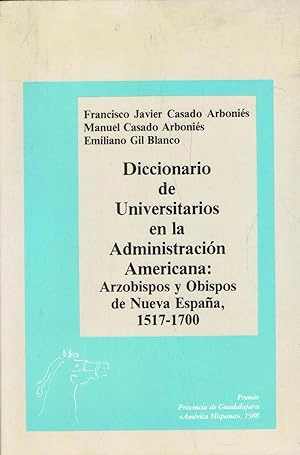 Francisco Javier Casado Arboniés
Manuel Casado Arboniés
Emiliano Gil Blanco
Diccionario
de
Universitarios
en la
Administración
Americana:
Arzobispos y Obispos
de Nueva España,
1517-1700
Premio
Provincia de Guadalajara
«América Hispana», 1988